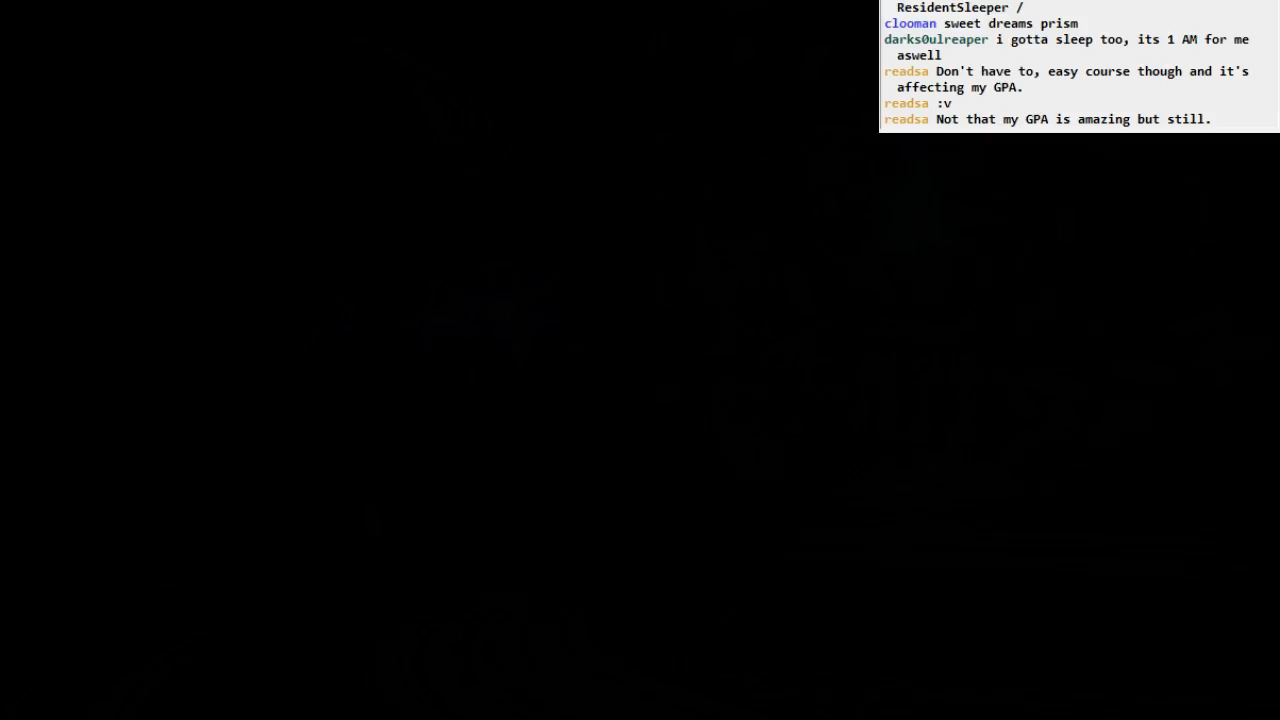 ResidentSleeper /
clooman sweet dreams prism
darks0ulreaper i gotta sleep too, its 1 AM for me
aswell
readsa Don't have to, easy course though and it's
affecting my GPA.
readsa :v
readsa Not that my GPA is amazing but still.